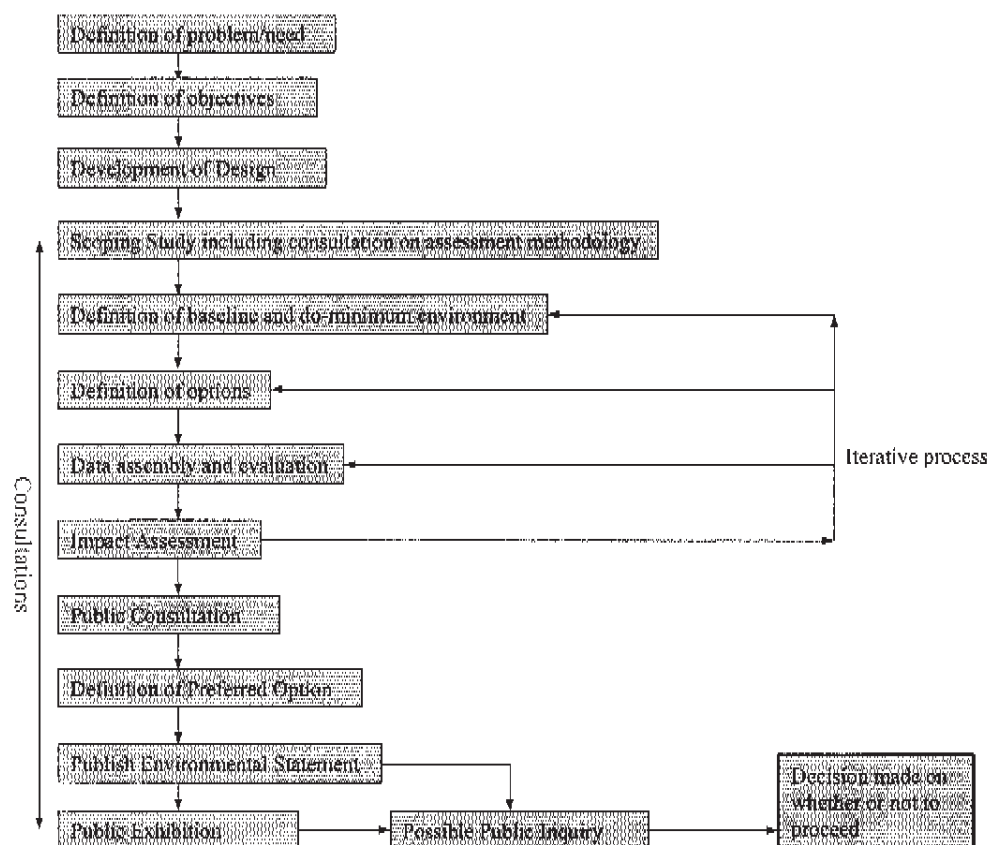 Definition of problem/need
Definition of objectives
Development of Design
Scoping Study including consultation on assessment methodology
Definition of baseline and do-minimum environment
Definition of options
Data assembly and evaluation
Iterative process
Impact Assessment
Consultations
Public Consultation
Definition of Preferred Option
Publish Environmental Statement
Public Exhibition
Possible Public Inquiry
Decision made on
whether or not to
proceed